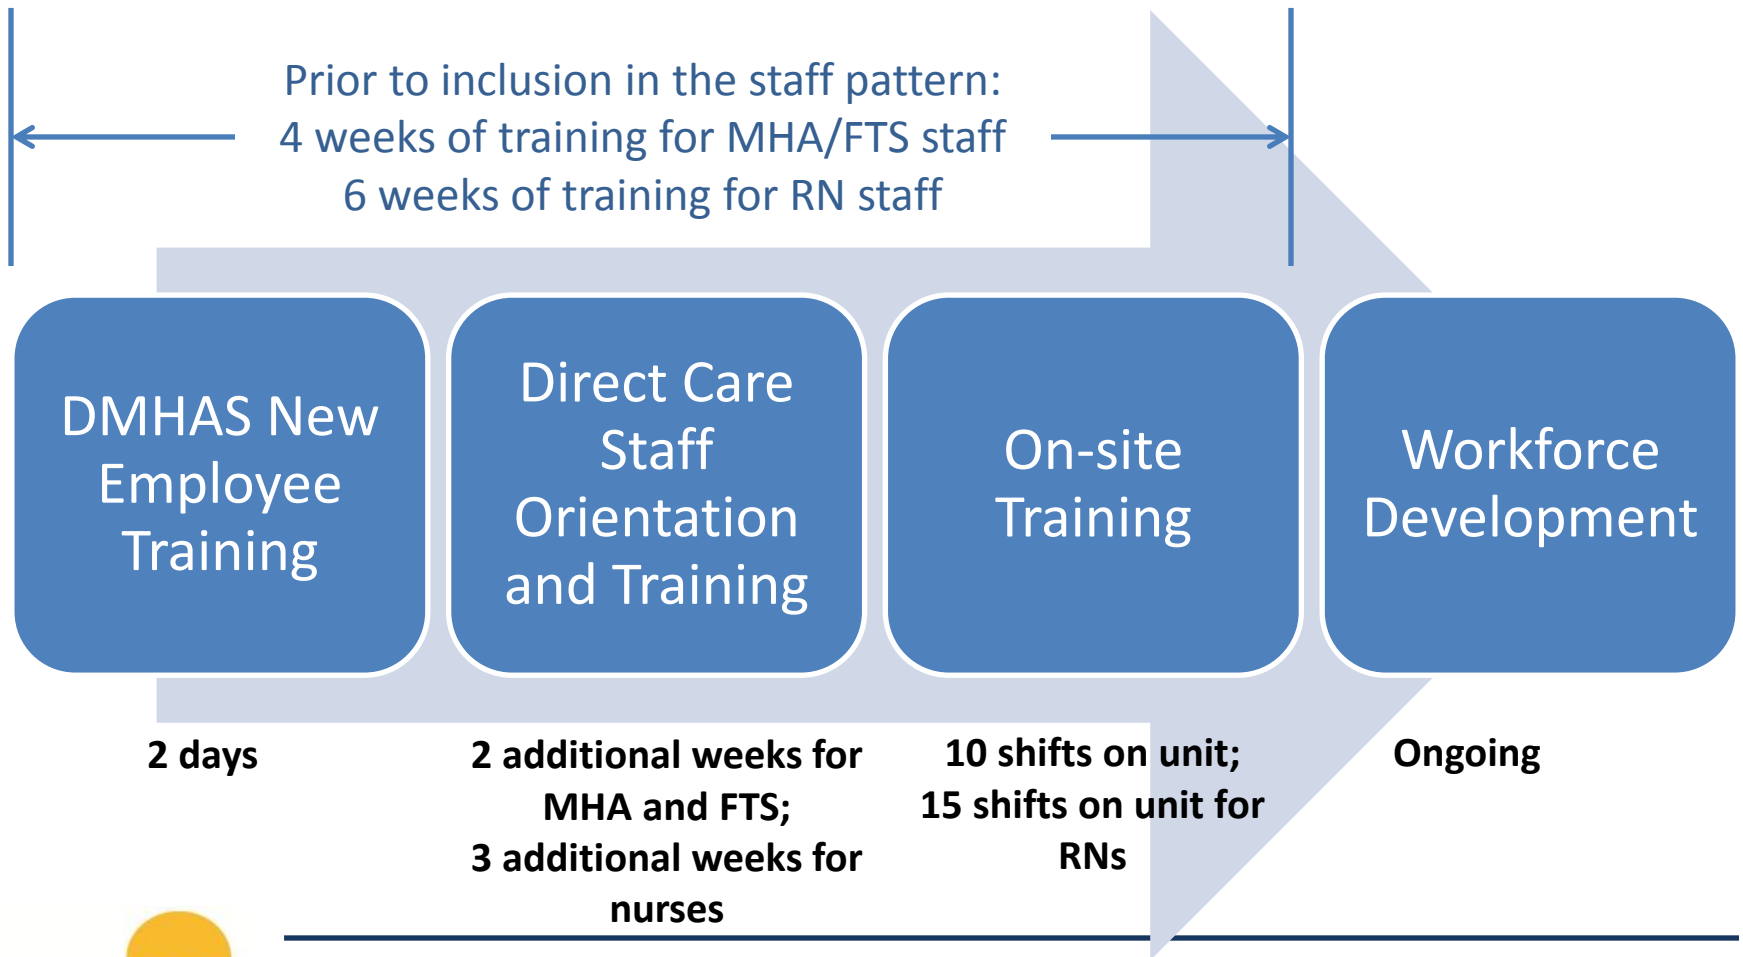 Prior to inclusion in the staff pattern:
4 weeks of training for MHA/FTS staff
6 weeks of training for RN staff
DMHAS New
Employee
Training
Direct Care
Staff
Orientation
and Training
On-site
Training
Workforce
Development
2 days
2 additional weeks for
MHA and FTS;
3 additional weeks for
nurses
10 shifts on unit;
15 shifts on unit for
RNs
Ongoing